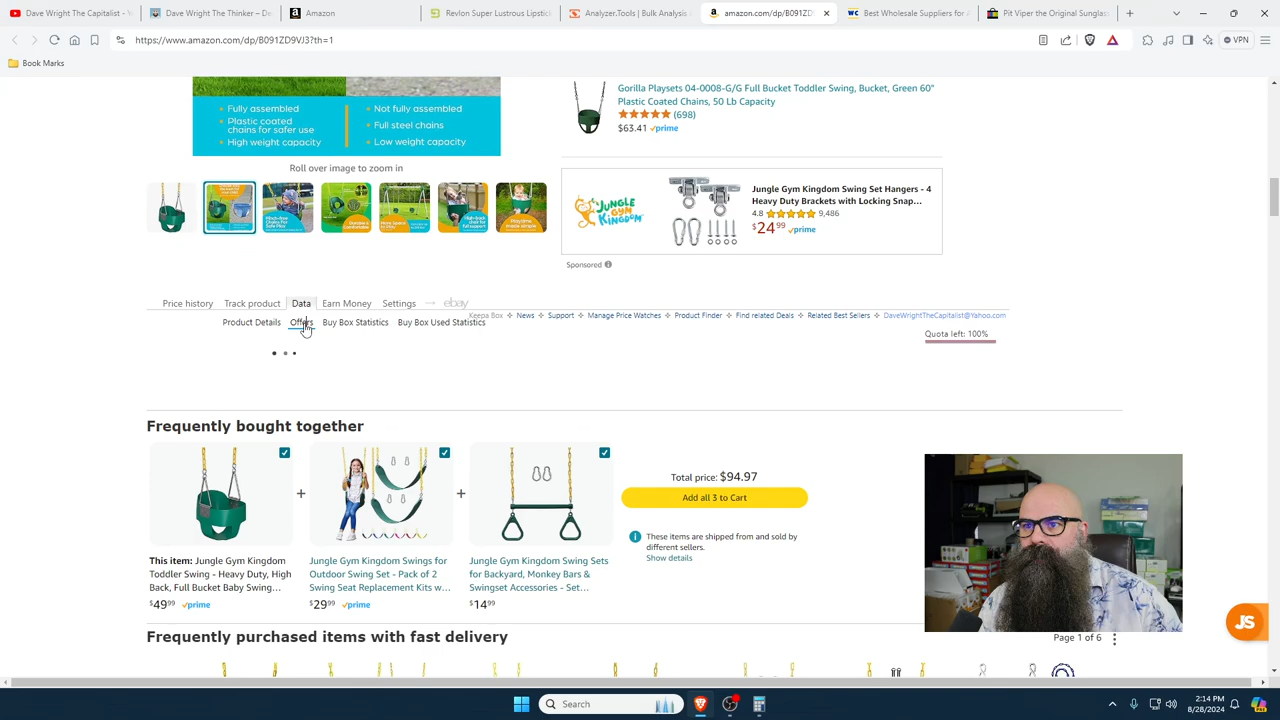 Dave Wright The Capitalist - Y
Dave Wright The Thinker – De
Amazon
Revlon Super Lustrous Lipstick
Analyzer.Tools | Bulk Analysis
amazon.com/dp/B091ZD
Best Wholesale Suppliers for A
Pit Viper the Original Sunglas
https://www.amazon.com/dp/B091ZD9VJ3?th=1
VPN
Book Marks
Fully assembled
Plastic coated
chains for safer use
High weight capacity
Not fully assembled
Full steel chains
Low weight capacity
Roll over image to zoom in
Gorilla Playsets 04-0008-G/G Full Bucket Toddler Swing, Bucket, Green 60"
Plastic Coated Chains, 50 Lb Capacity
(698)
$63.41 prime
JUNGLE GYM
KINGDOM
Jungle Gym Kingdom Swing Set Hangers - 4
Heavy Duty Brackets with Locking Snap...
4.8 9,486
$24.99 prime
Sponsored
Price history Track product Data Earn Money Settings ebay
Product Details Offers Buy Box Statistics Buy Box Used Statistics
Keepa Box News Support Manage Price Watches Product Finder Find related Deals Related Best Sellers DaveWrightTheCapitalist@Yahoo.com
Quota left: 100%
Frequently bought together
Total price: $94.97
Add all 3 to Cart
These items are shipped from and sold by
different sellers.
Show details
This item: Jungle Gym Kingdom
Toddler Swing - Heavy Duty, High
Back, Full Bucket Baby Swing...
$49.99 prime
Jungle Gym Kingdom Swings for
Outdoor Swing Set - Pack of 2
Swing Seat Replacement Kits w...
$29.99 prime
Jungle Gym Kingdom Swing Sets
for Backyard, Monkey Bars &
Swingset Accessories - Set...
$14.99
Frequently purchased items with fast delivery
Page 1 of 6
JS
Search
2:14 PM
8/28/2024